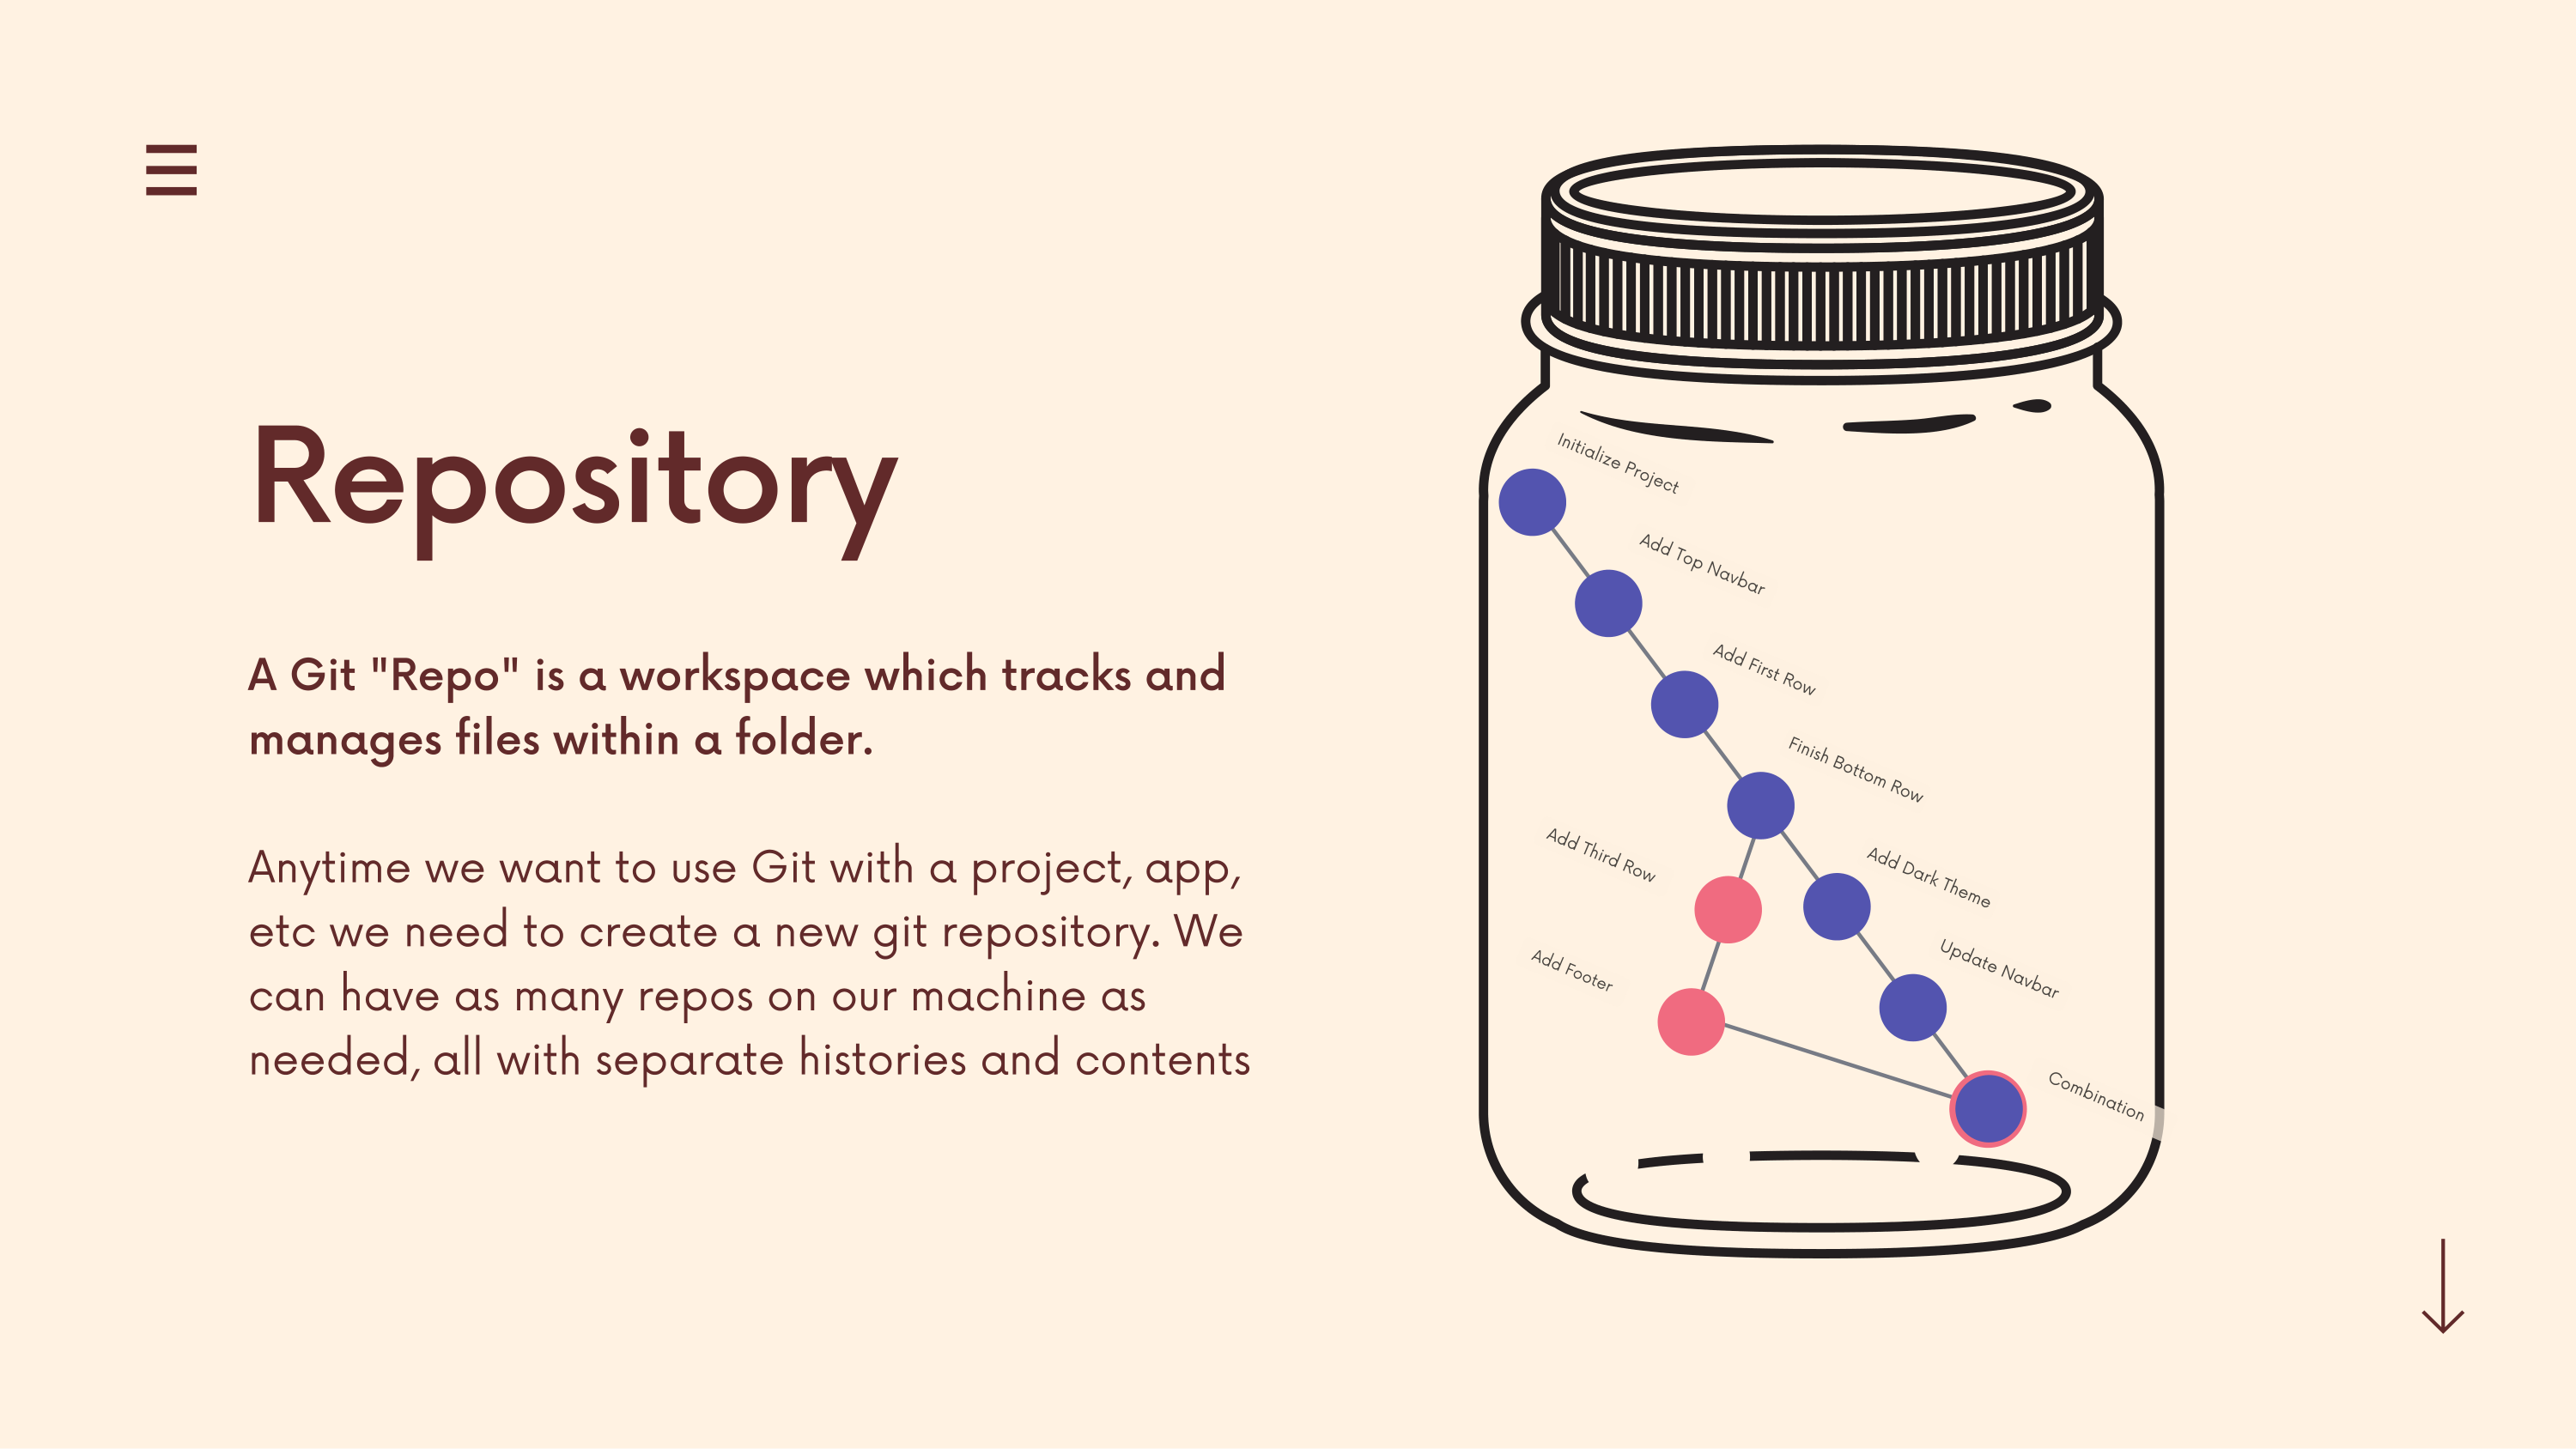 Repository
A Git "Repo" is a workspace which tracks and
manages files within a folder.
Anytime we want to use Git with a project, app,
etc we need to create a new git repository. We
can have as many repos on our machine as
needed, all with separate histories and contents
Initialize Project
Add Top Navbar
Add First Row
Finish Bottom Row
Add Third Row
Add Dark Theme
Add Footer
Update Navbar
Combination